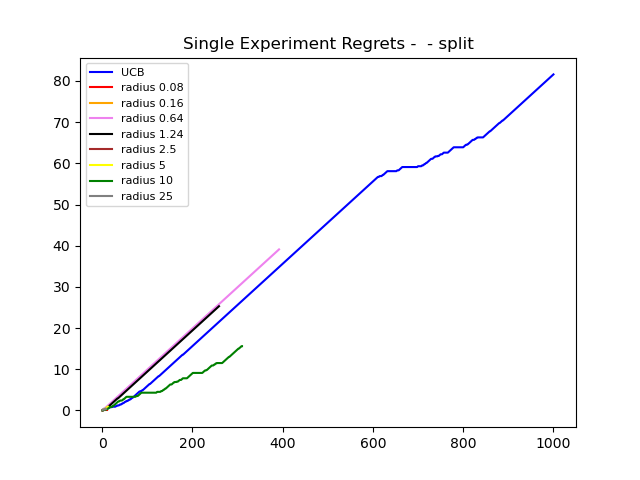 Single Experiment Regrets -  - split
UCB
radius 0.08
radius 0.16
radius 0.64
radius 1.24
radius 2.5
radius 5
radius 10
radius 25
80
70
60
50
40
30
20
10
0
0 200 400 600 800 1000